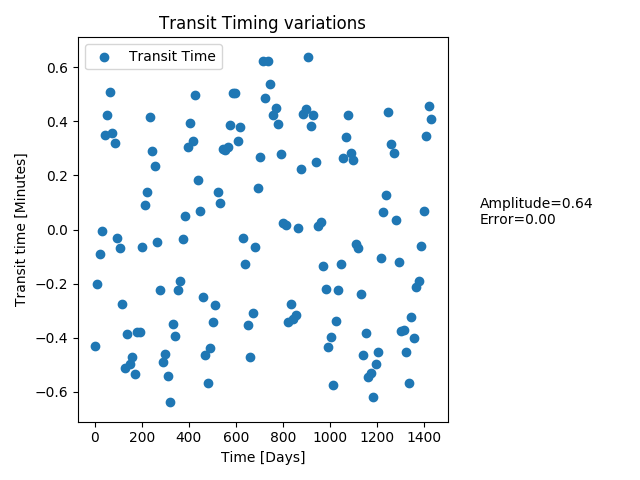 Transit Timing variations
Transit Time
Transit time [Minutes]
0.6
0.4
0.2
0.0
−0.2
−0.4
−0.6
0 200 400 600 800 1000 1200 1400
Time [Days]
Amplitude=0.64
Error=0.00